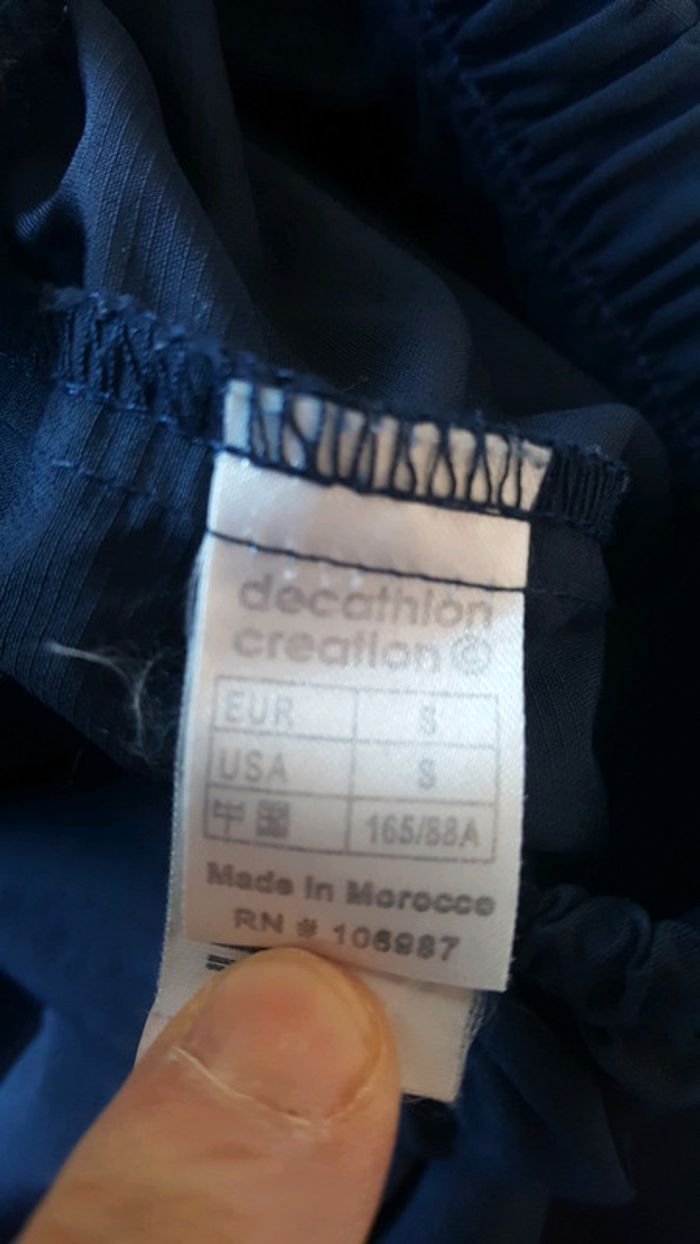 decathlon
creation ©
EUR S
USA S
中国 165/88A
Made in Morocco
RN # 106987